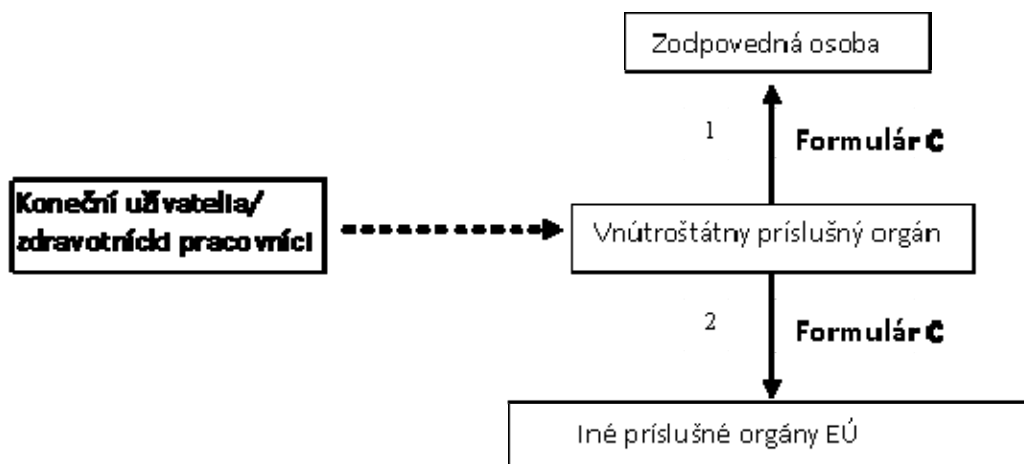 Zodpovedná osoba
1
Formulár C
Koneční užívatelia/
zdravotnícki pracovníci
Vnútroštátny príslušný orgán
2
Formulár C
Iné príslušné orgány EÚ